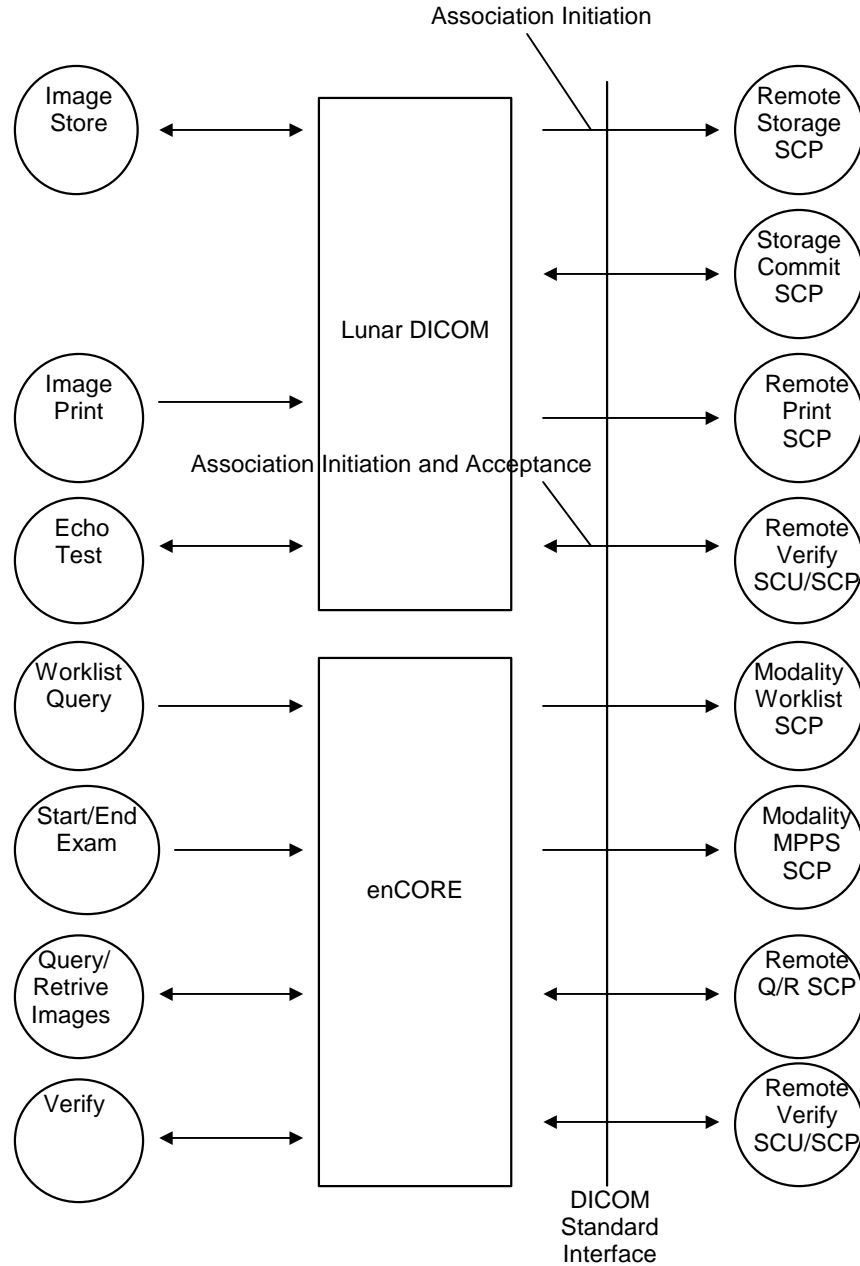 Association Initiation
Image
Store
Remote
Storage
SCP
Storage
Commit
SCP
Lunar DICOM
Image
Print
Remote
Print
SCP
Association Initiation and Acceptance
Echo
Test
Remote
Verify
SCU/SCP
Worklist
Query
Modality
Worklist
SCP
Start/End
Exam
Modality
MPPS
SCP
enCORE
Query/
Retrive
Images
Remote
Q/R SCP
Verify
Remote
Verify
SCU/SCP
DICOM
Standard
Interface